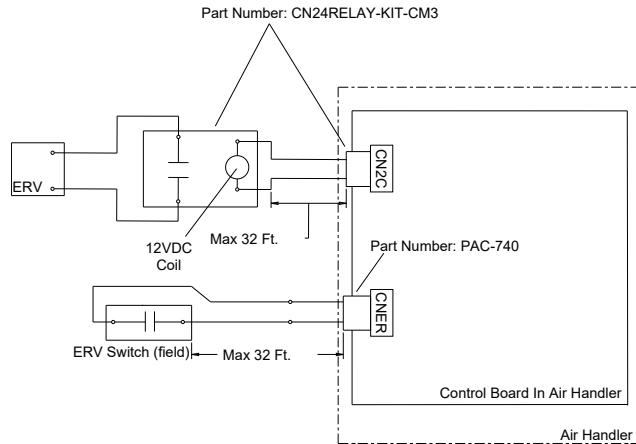 Part Number: CN24RELAY-KIT-CM3
CN2C
ERV
12VDC
Coil
Max 32 Ft.
Part Number: PAC-740
CNER
ERV Switch (field)
Max 32 Ft.
Control Board In Air Handler
Air Handler